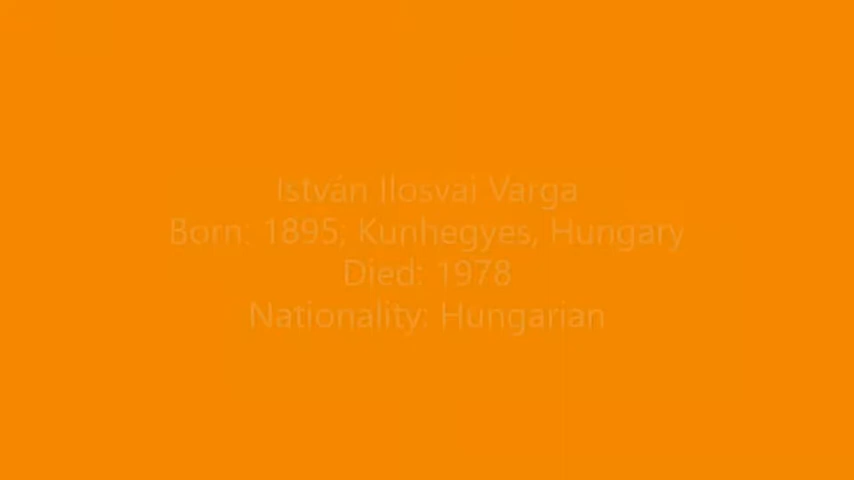 István Ilosvai Varga
Born: 1895; Kunhegyes, Hungary
Died: 1978
Nationality: Hungarian